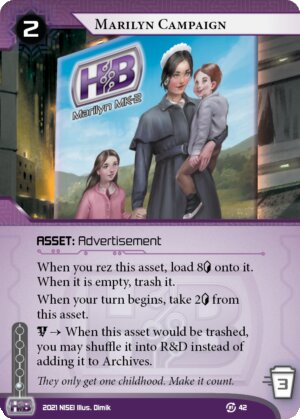 2
Marilyn Campaign
HB
Marilyn MK-2
ASSET: Advertisement
When you rez this asset, load 8 onto it.
When it is empty, trash it.
When your turn begins, take 2 from
this asset.
→ When this asset would be trashed,
you may shuffle it into R&D instead of
adding it to Archives.
They only get one childhood. Make it count.
3
HB
2021 NISEI Illus. Dimik
42